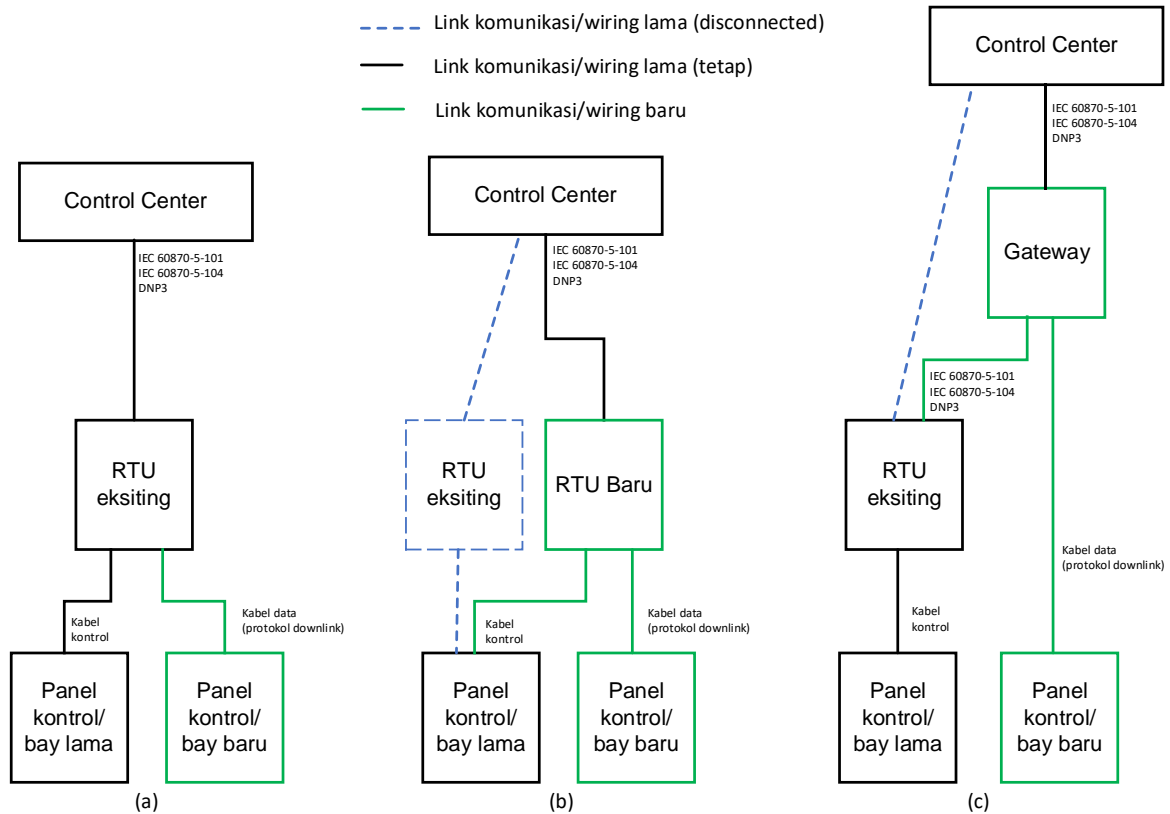 Link komunikasi/wiring lama (disconnected)
Link komunikasi/wiring lama (tetap)
Link komunikasi/wiring baru
Control Center
IEC 60870-5-101
IEC 60870-5-104
DNP3
RTU
eksiting
Kabel
kontrol
Kabel data
(protokol downlink)
Panel
kontrol/
bay lama
Panel
kontrol/
bay baru
(a)
Control Center
IEC 60870-5-101
IEC 60870-5-104
DNP3
RTU
eksiting
RTU Baru
Kabel
kontrol
Kabel data
(protokol downlink)
Panel
kontrol/
bay lama
Panel
kontrol/
bay baru
(b)
Control Center
IEC 60870-5-101
IEC 60870-5-104
DNP3
Gateway
IEC 60870-5-101
IEC 60870-5-104
DNP3
RTU
eksiting
Kabel data
(protokol downlink)
Kabel
kontrol
Panel
kontrol/
bay lama
Panel
kontrol/
bay baru
(c)